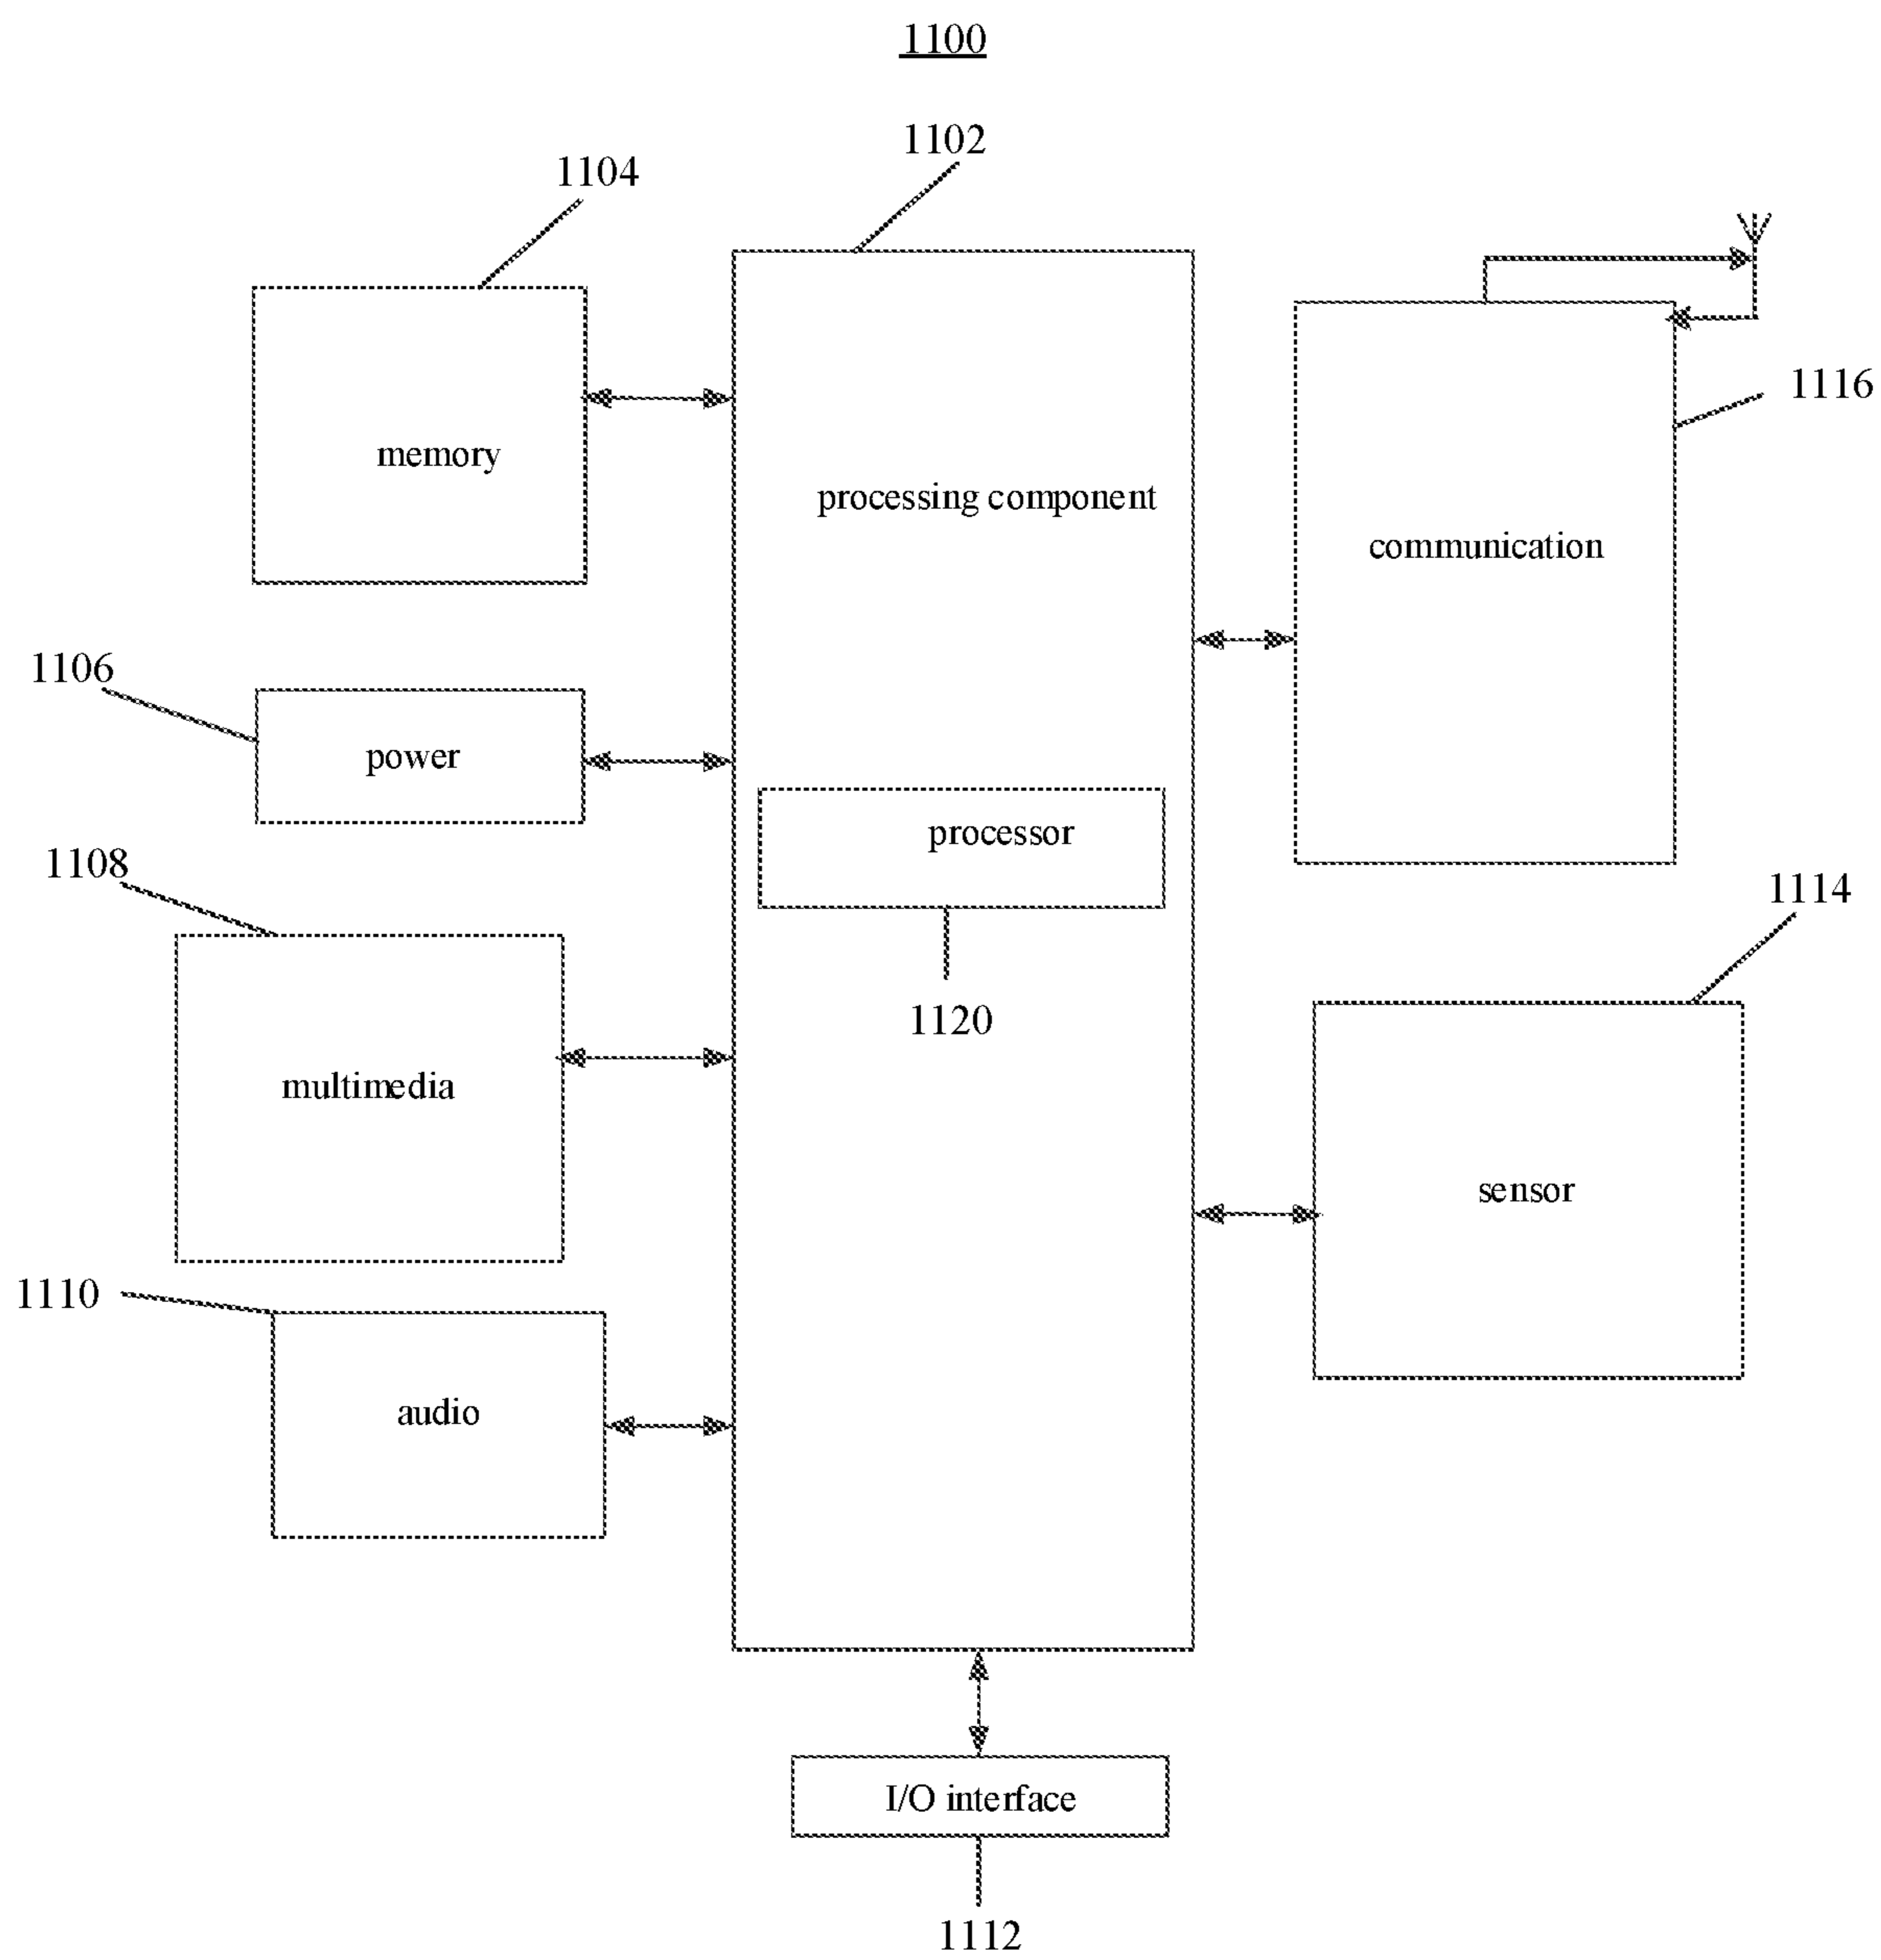 1100
1102
1104
memory
processing component
1116
communication
1106
power
processor
1108
1114
1120
multimedia
sensor
1110
audio
I/O interface
1112